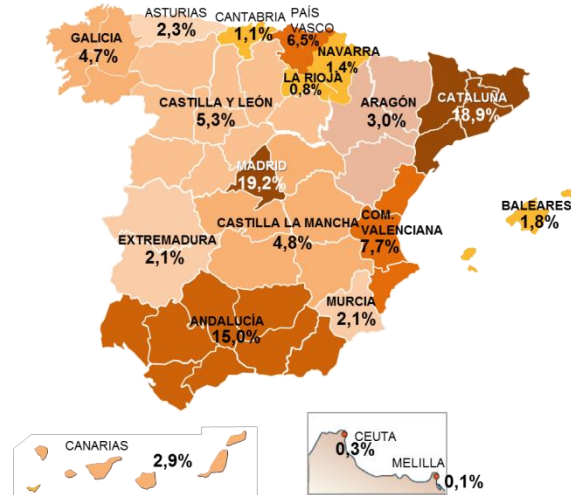 ASTURIAS
2,3%
CANTABRIA
1,1%
PAÍS
VASCO
6,5%
GALICIA
4,7%
NAVARRA
1,4%
LA RIOJA
0,8%
CASTILLA Y LEÓN
5,3%
ARAGÓN
3,0%
CATALUÑA
18,9%
MADRID
19,2%
BALEARES
1,8%
COM.
VALENCIANA
7,7%
CASTILLA LA MANCHA
4,8%
EXTREMADURA
2,1%
MURCIA
2,1%
ANDALUCÍA
15,0%
CANARIAS
2,9%
CEUTA
0,3%
MELILLA
0,1%